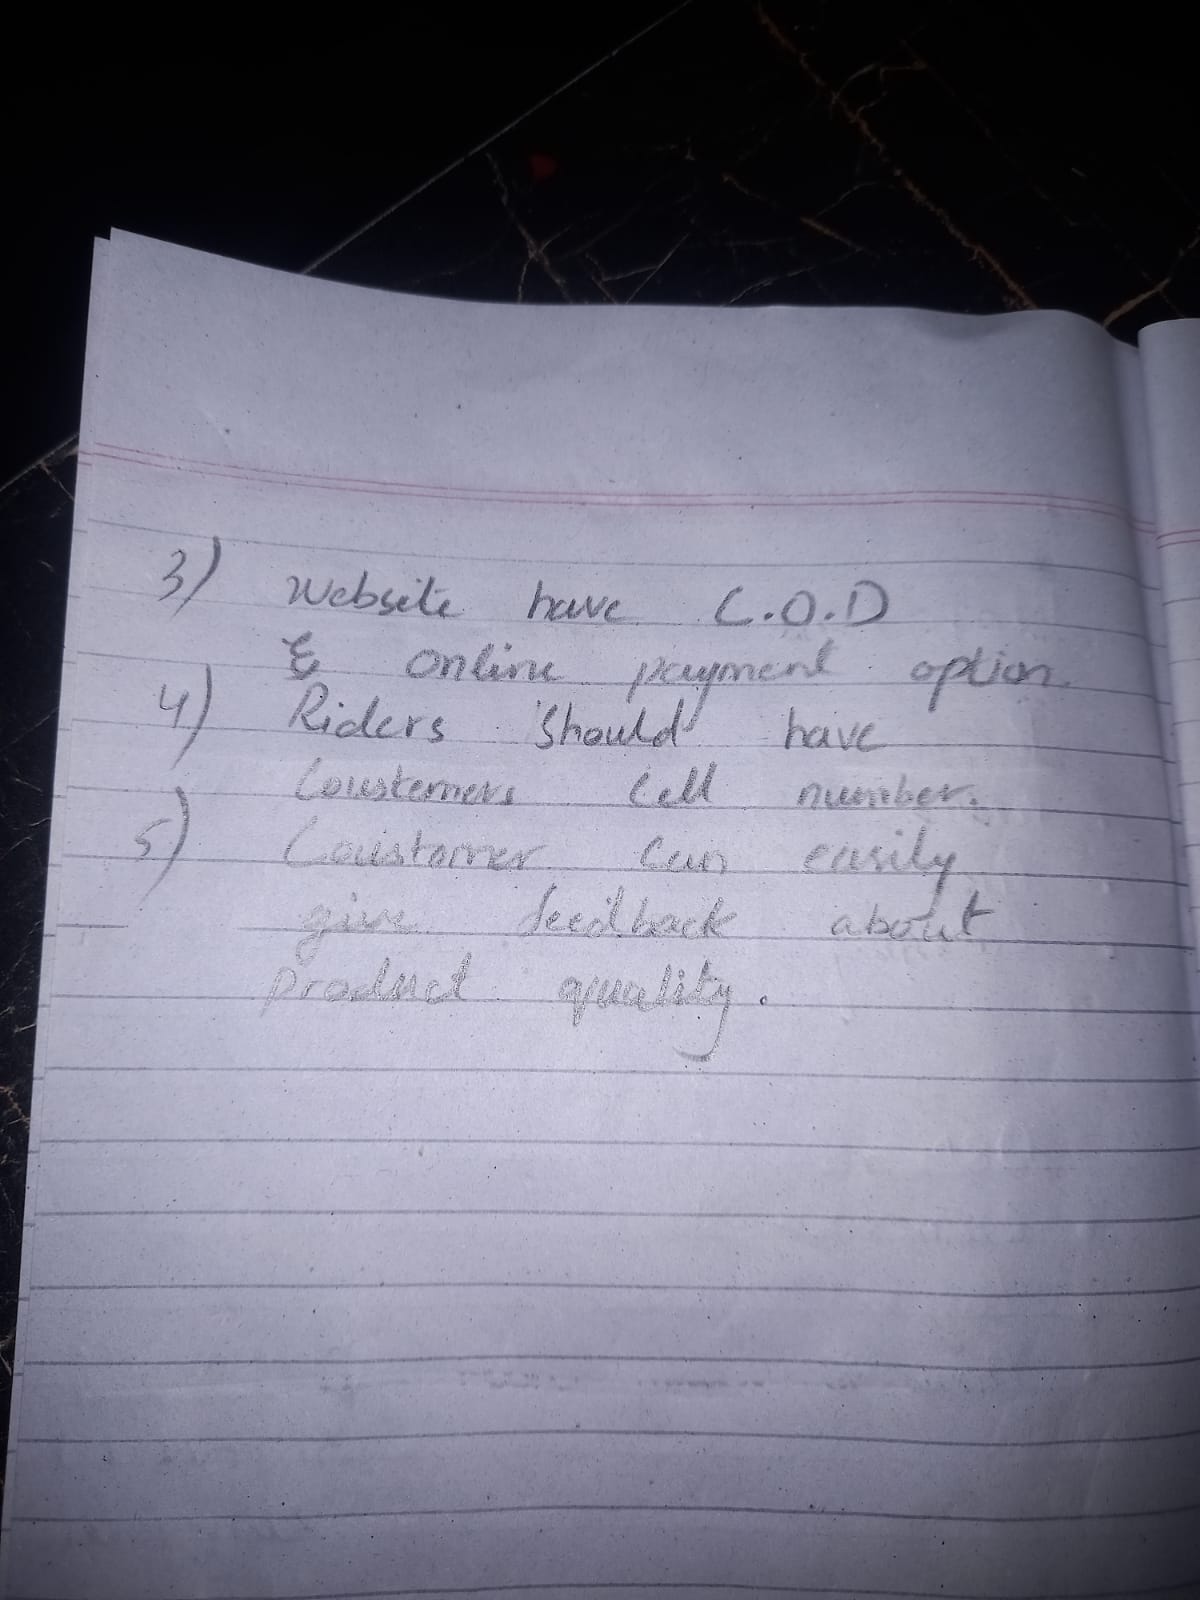 3) Website have C.O.D
& online payment option.
4) Riders Should have
Coustemers Cell number.
5) Coustomer Can easily
give feedback about
Product quality.